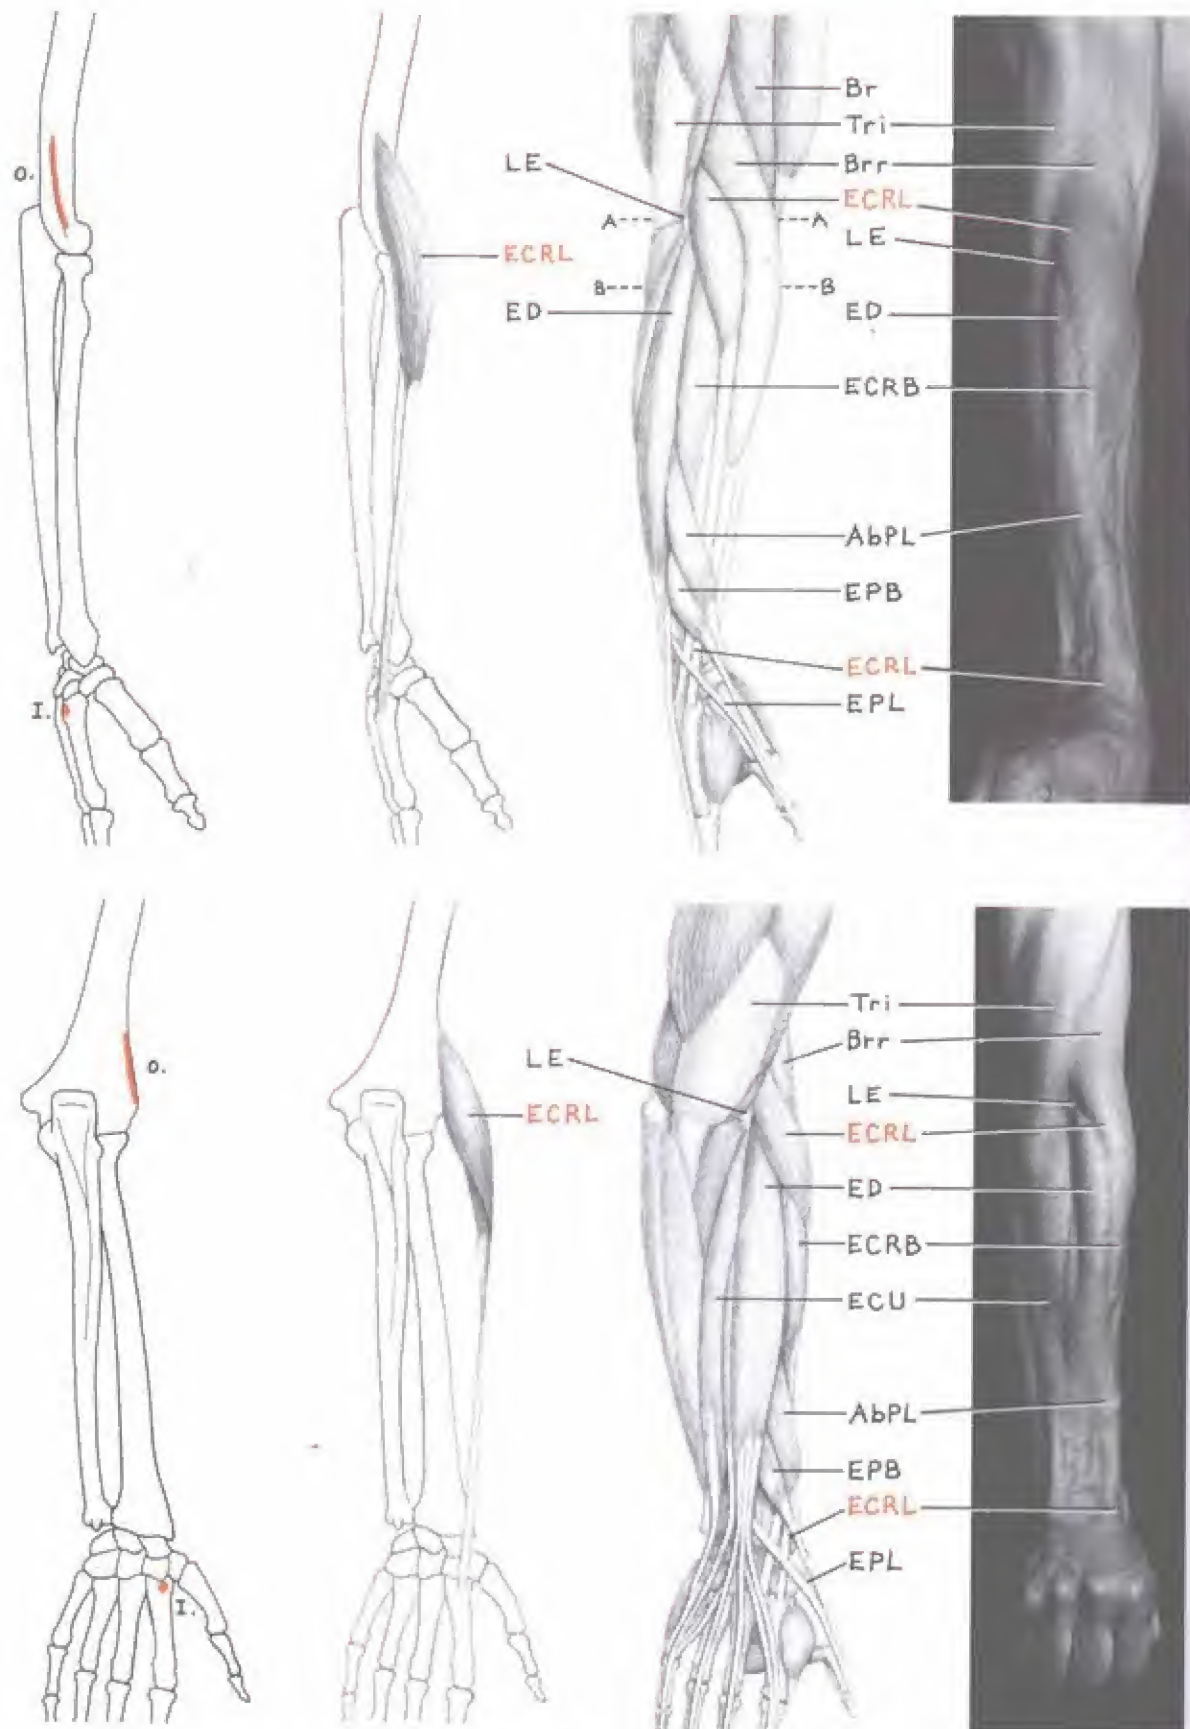 Br
Tri
O.
LE
Brr
ECRL
A
A
LE
ECRL
B
B
ED
ED
ECRB
AbPL
EPB
ECRL
I.
EPL
Tri
Brr
LE
O.
LE
ECRL
ECRL
ED
ECRB
ECU
AbPL
EPB
ECRL
EPL
I.